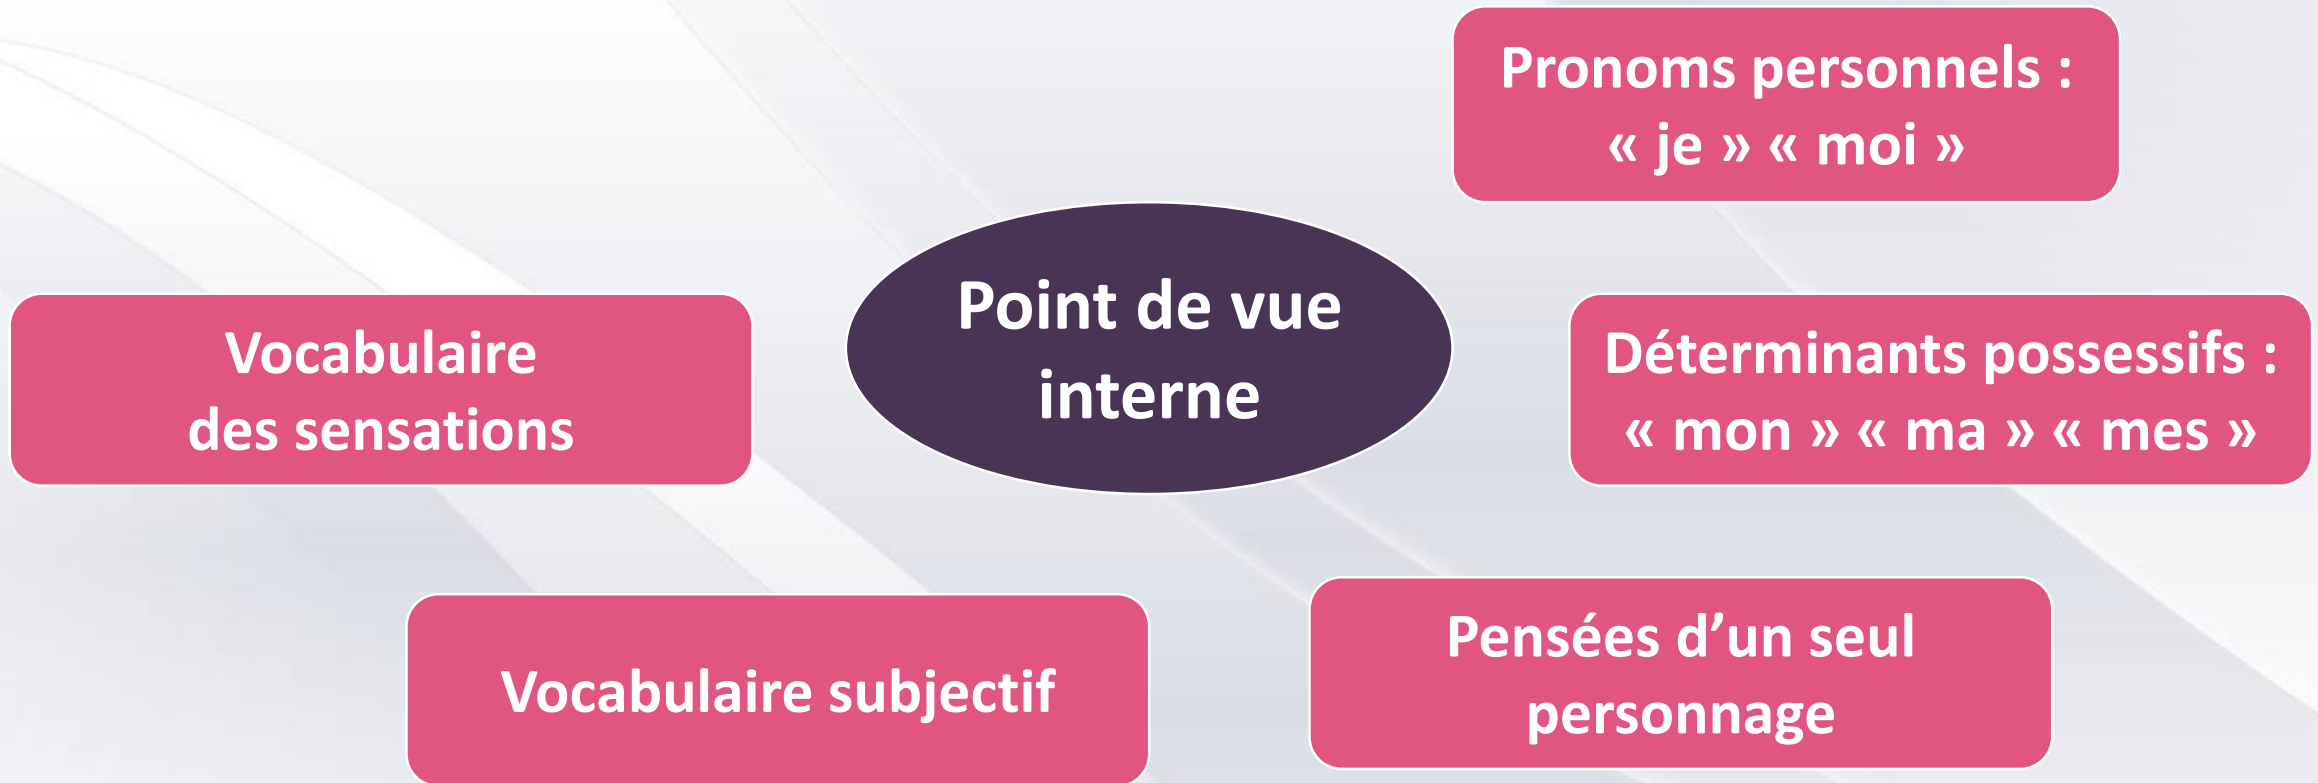 Pronoms personnels :
« je » « moi »
Point de vue
interne
Vocabulaire
des sensations
Déterminants possessifs :
« mon » « ma » « mes »
Vocabulaire subjectif
Pensées d’un seul
personnage